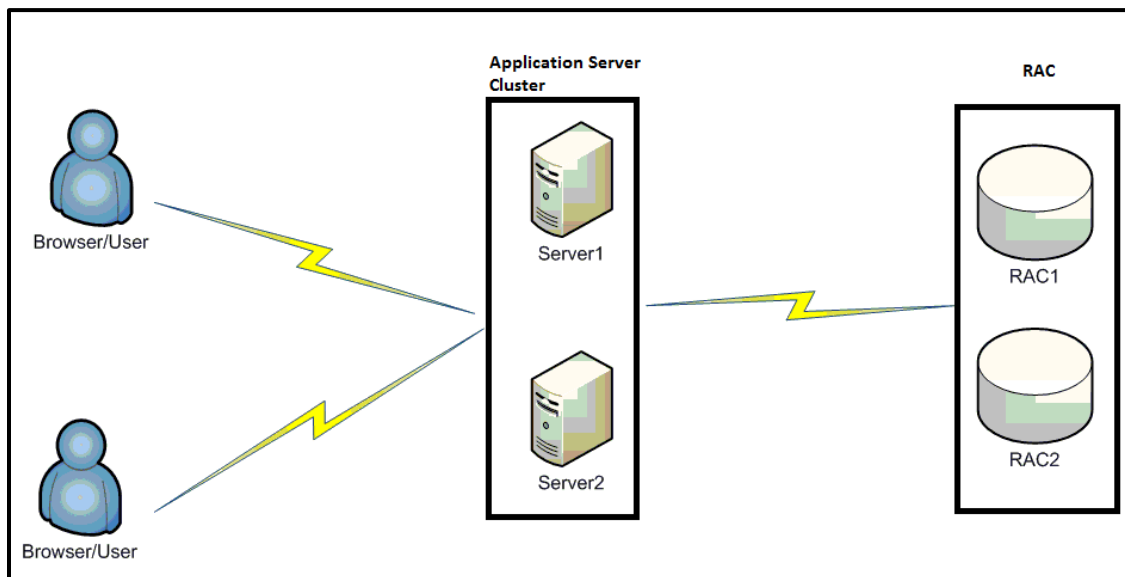 Application Server
Cluster
RAC
Browser/User
Server1
RAC1
Server2
RAC2
Browser/User